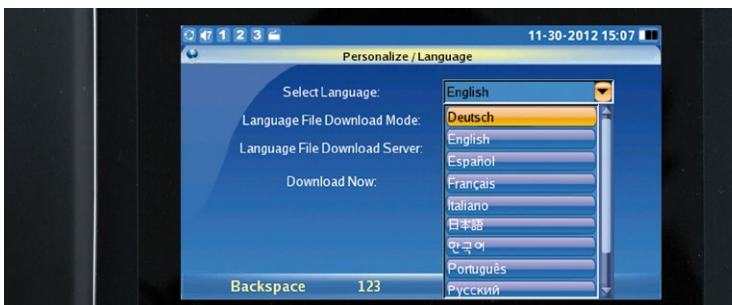 1 2 3 11-30-2012 15:07
Personalize / Language
Select Language: English
Language File Download Mode: Deutsch
English
Language File Download Server:
Español
Download Now: Français
Italiano
日本語
한국어
Português
Backspace 123
Русский